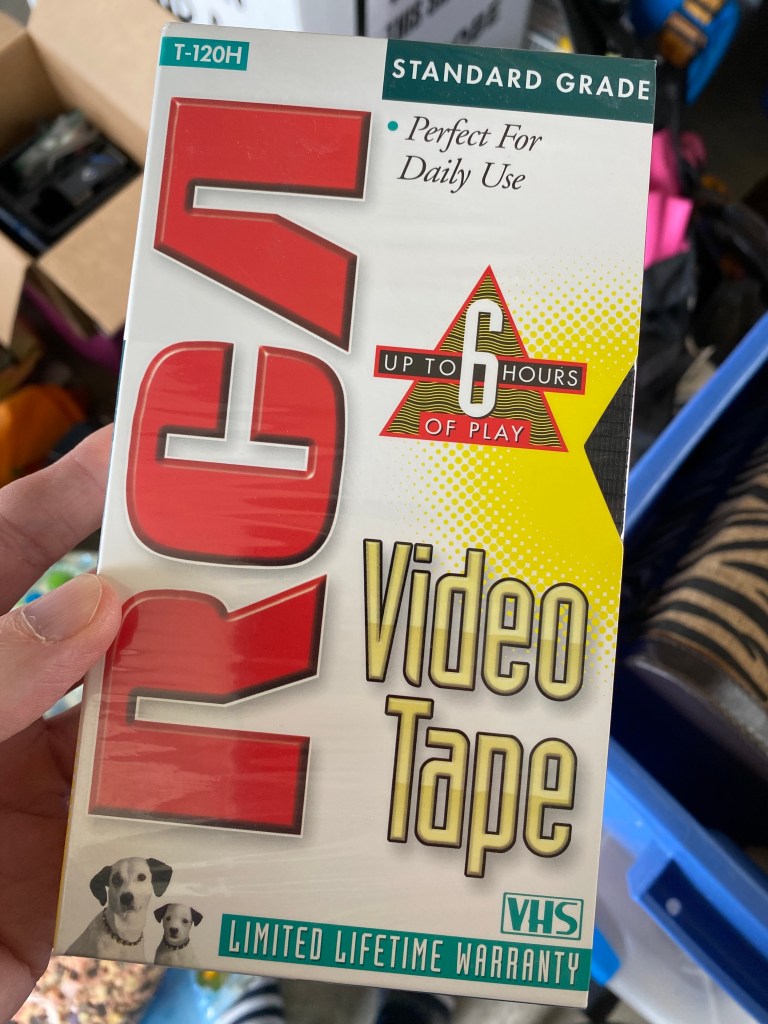 T-120H
STANDARD GRADE
• Perfect For
Daily Use
RCA
UP TO 6 HOURS
OF PLAY
Video
Tape
VHS
LIMITED LIFETIME WARRANTY